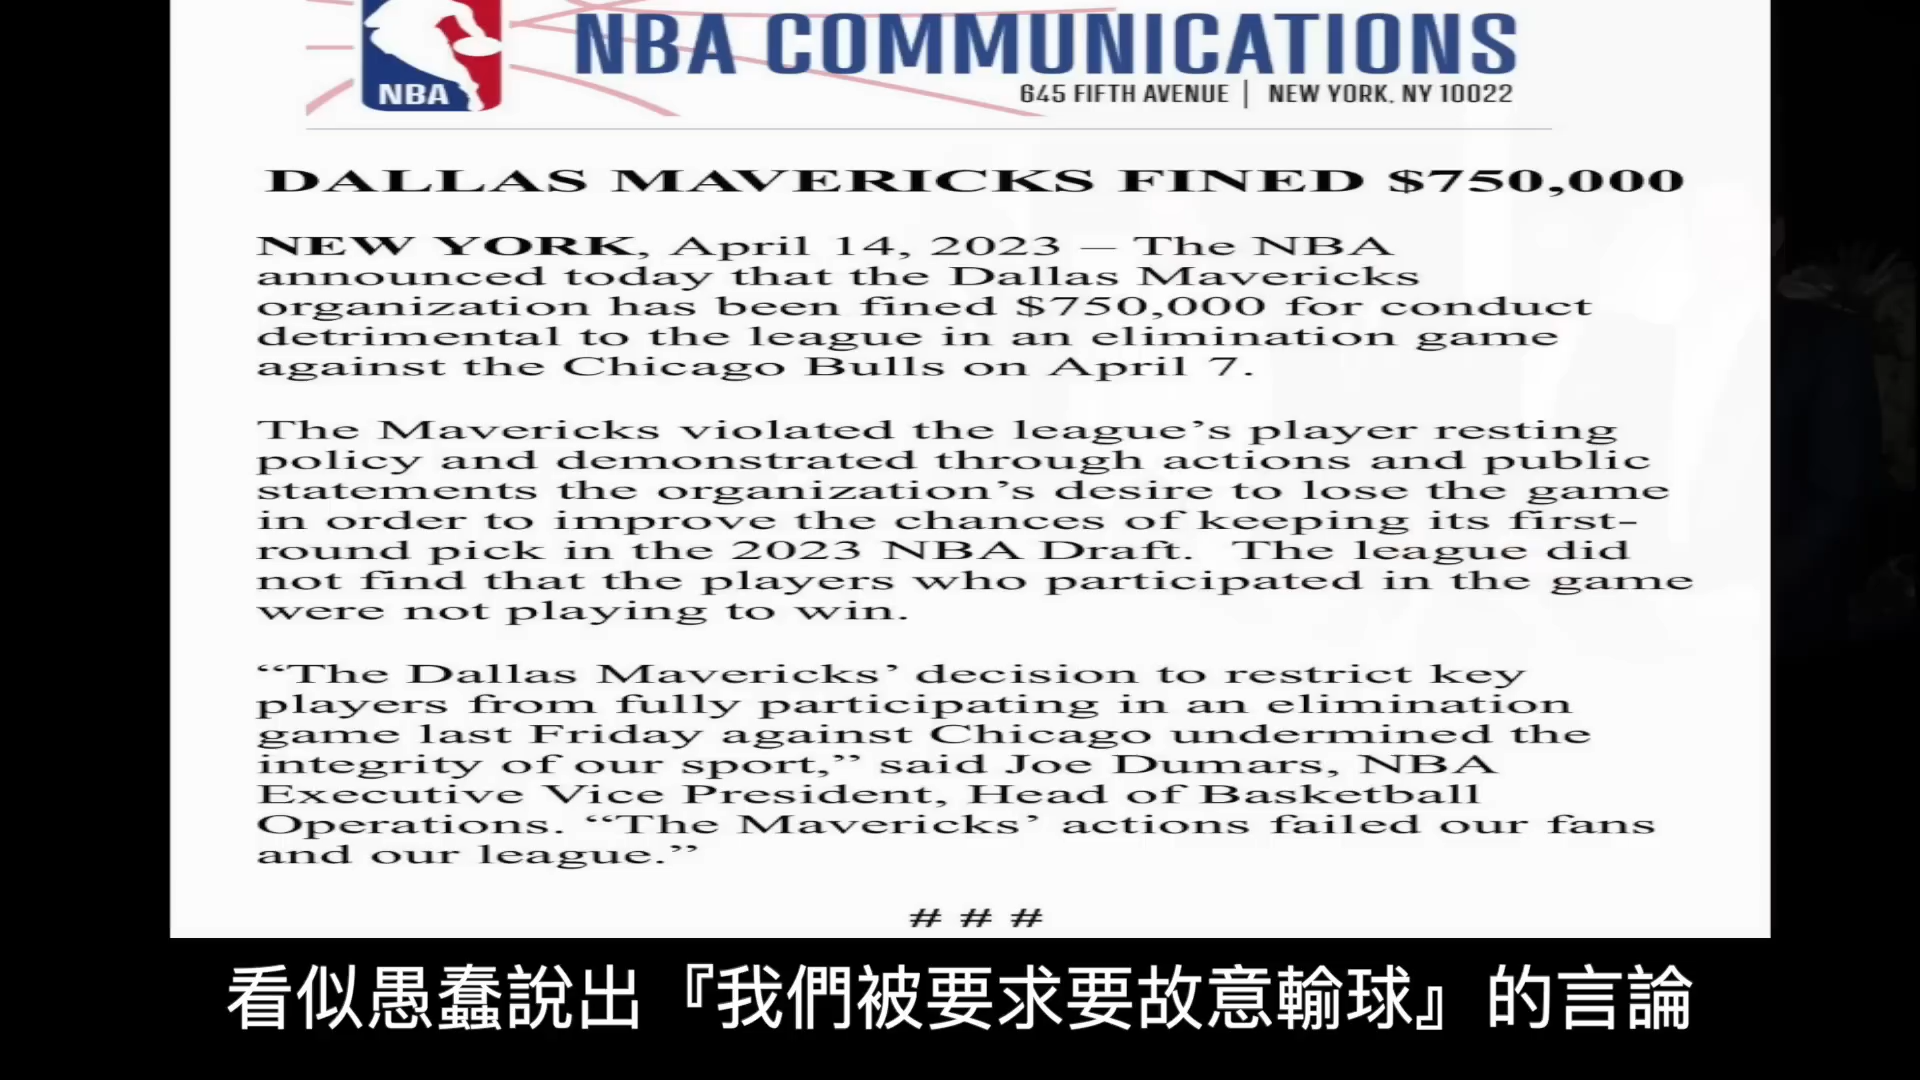 NBA
NBA COMMUNICATIONS
645 FIFTH AVENUE | NEW YORK, NY 10022
DALLAS MAVERICKS FINED $750,000
NEW YORK, April 14, 2023 – The NBA
announced today that the Dallas Mavericks
organization has been fined $750,000 for conduct
detrimental to the league in an elimination game
against the Chicago Bulls on April 7.
The Mavericks violated the league’s player resting
policy and demonstrated through actions and public
statements the organization’s desire to lose the game
in order to improve the chances of keeping its first-
round pick in the 2023 NBA Draft.  The league did
not find that the players who participated in the game
were not playing to win.
“The Dallas Mavericks’ decision to restrict key
players from fully participating in an elimination
game last Friday against Chicago undermined the
integrity of our sport,” said Joe Dumars, NBA
Executive Vice President, Head of Basketball
Operations. “The Mavericks’ actions failed our fans
and our league.”
# # #
看似愚蠢說出『我們被要求要故意輸球』的言論